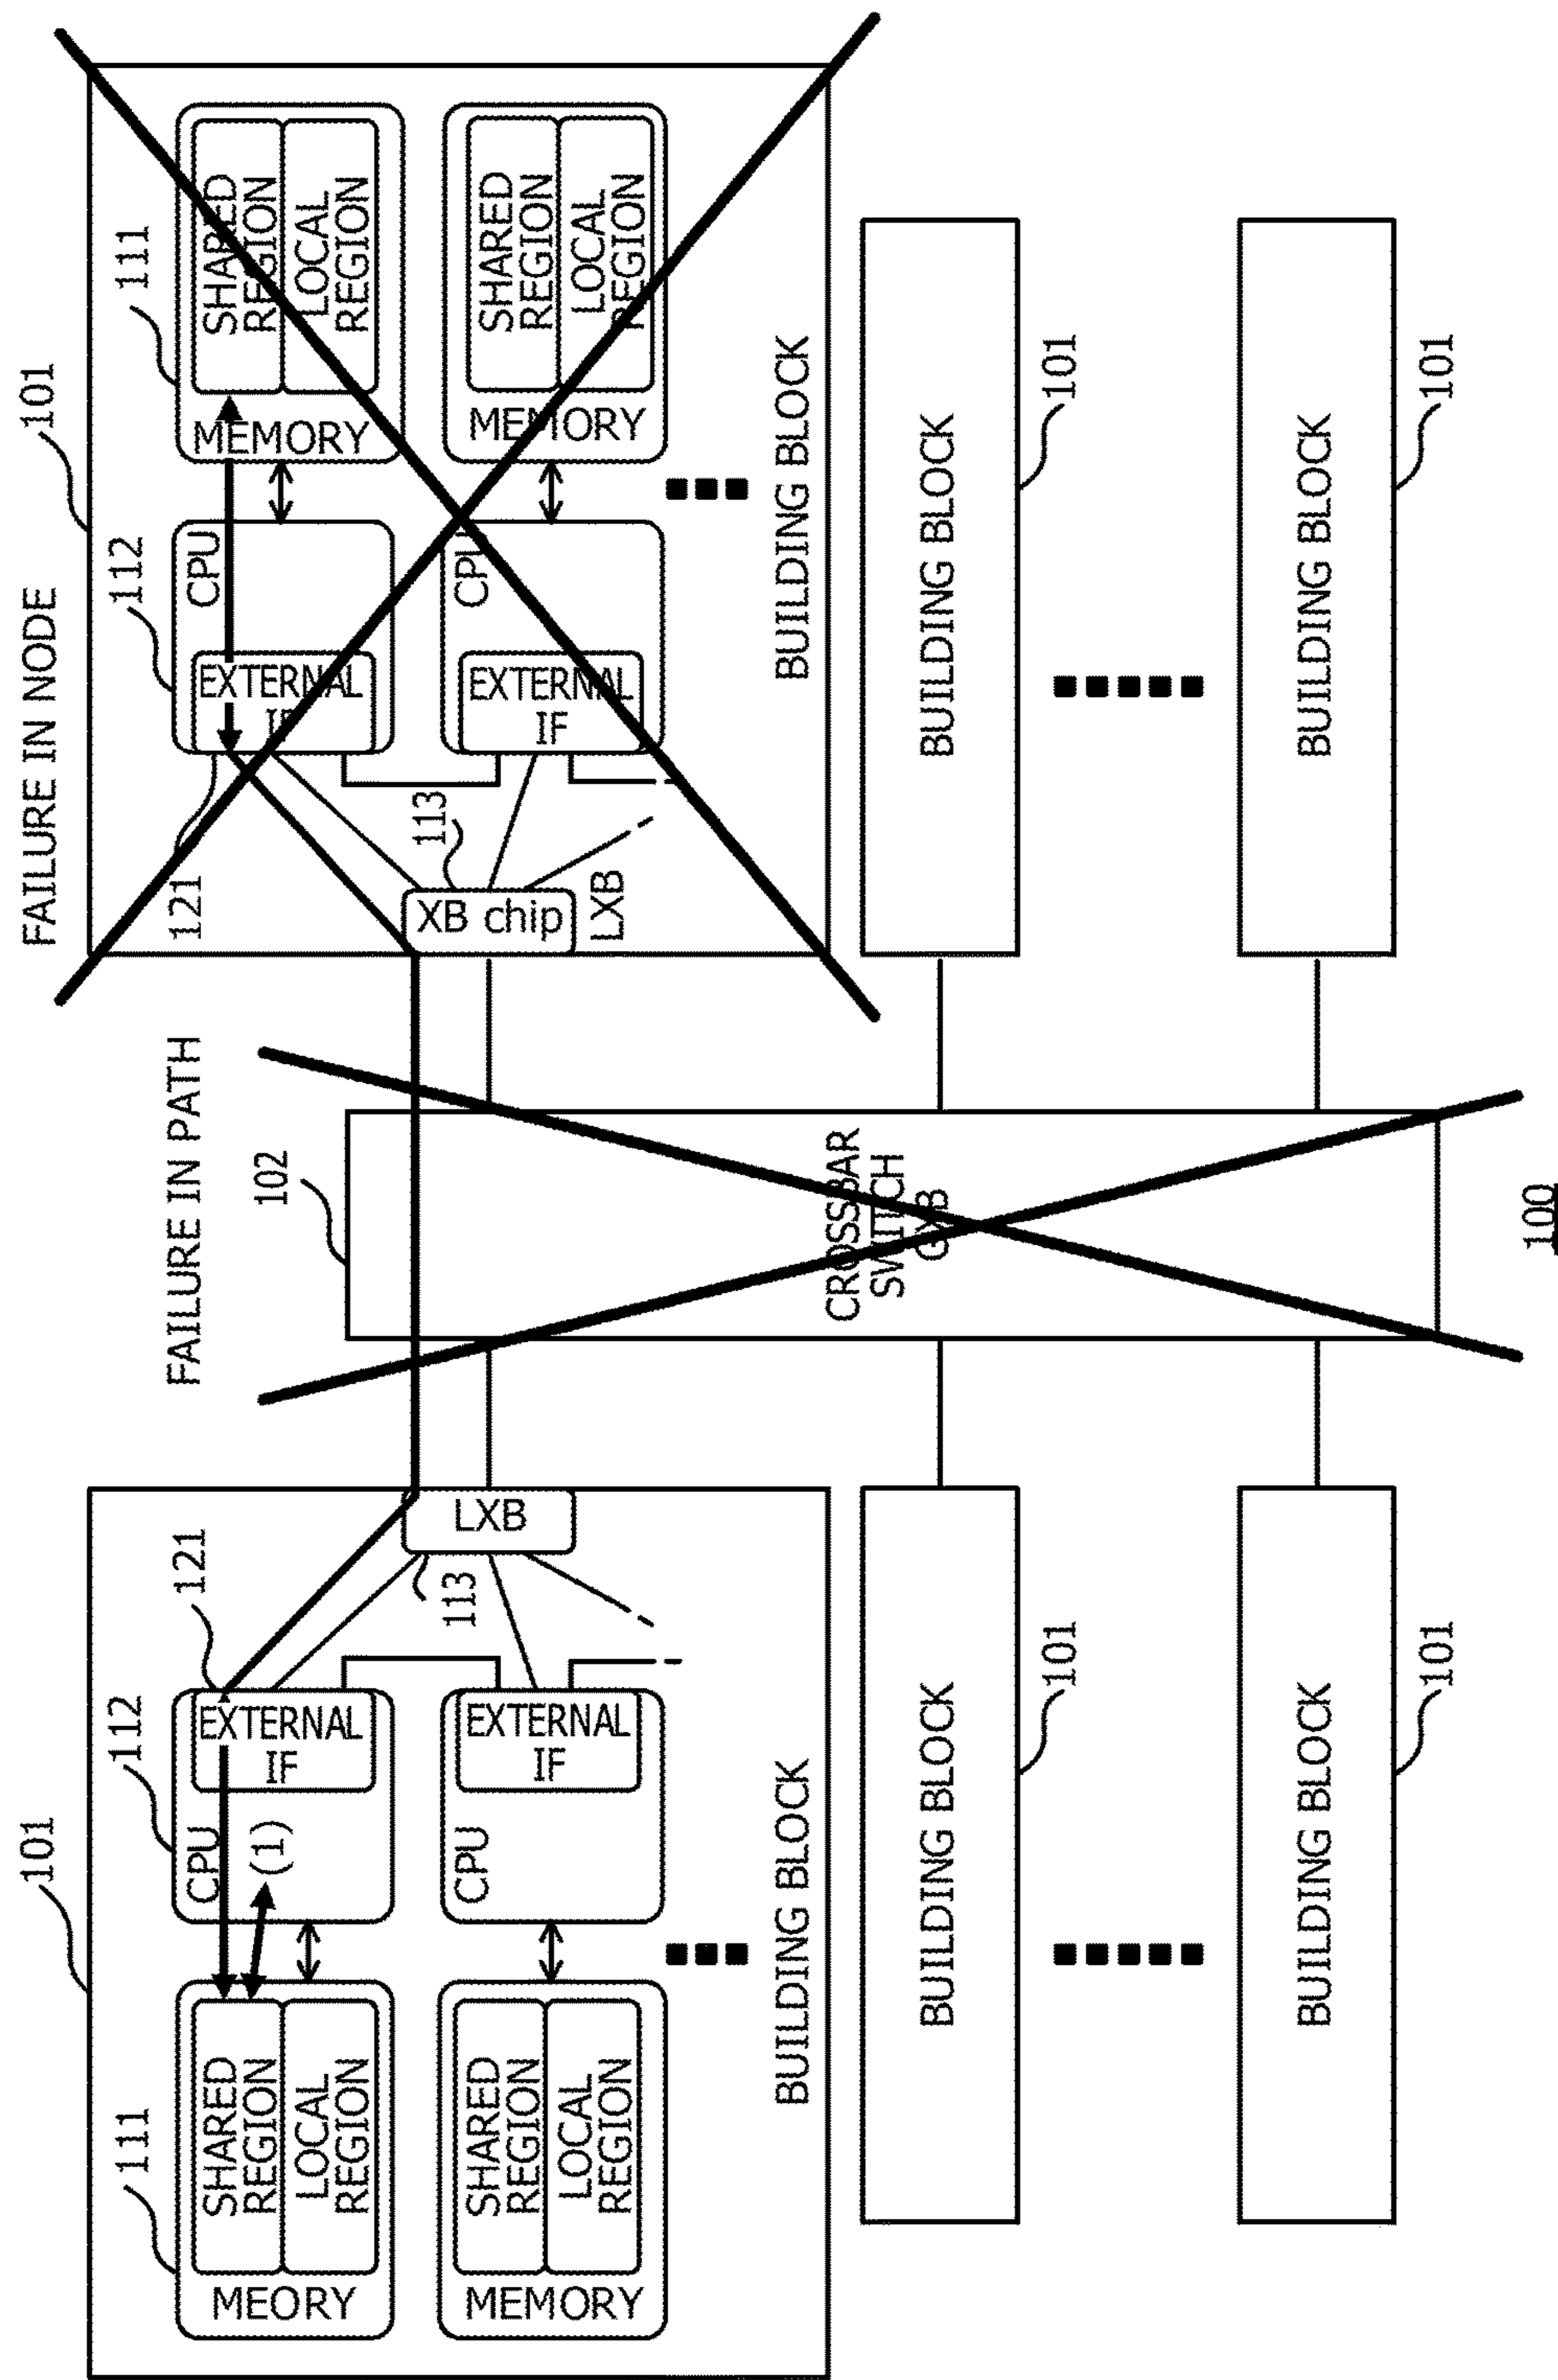 FAILURE IN NODE
101
111
112
121
MEORY
SHARED
REGION
LOCAL
REGION
CPU
(1)
EXTERNAL
IF
113
LXB
MEMORY
SHARED
REGION
LOCAL
REGION
CPU
EXTERNAL
IF
BUILDING BLOCK
FAILURE IN PATH
102
CROSSBAR
SWITCH
GXB
101
121
112
111
EXTERNAL
IF
CPU
MEMORY
SHARED
REGION
LOCAL
REGION
113
XB chip
LXB
EXTERNAL
IF
CPU
MEMORY
SHARED
REGION
LOCAL
REGION
BUILDING BLOCK
BUILDING BLOCK
101
BUILDING BLOCK
101
BUILDING BLOCK
101
BUILDING BLOCK
101
100